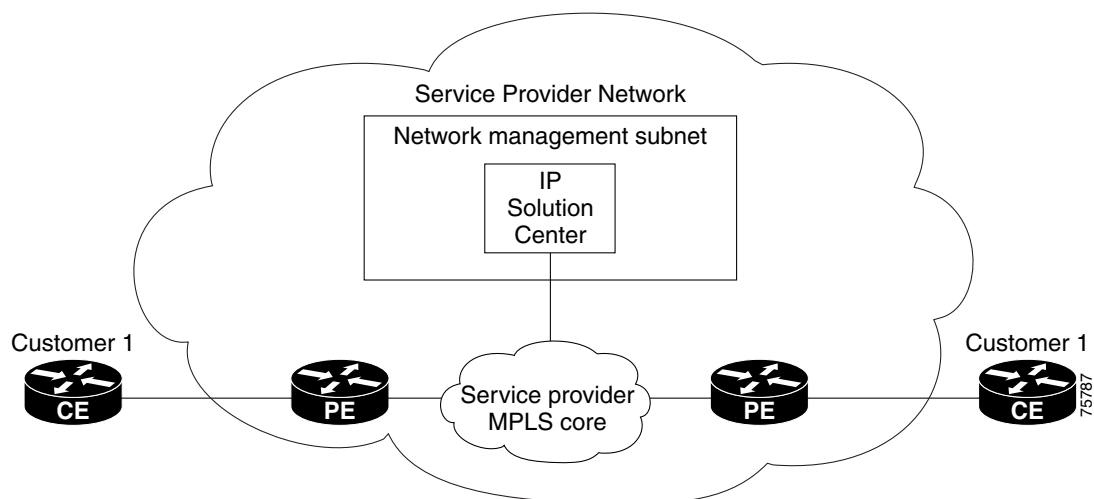 Service Provider Network
Network management subnet
IP
Solution
Center
Customer 1
Customer 1
CE
PE
Service provider
MPLS core
PE
CE
75787